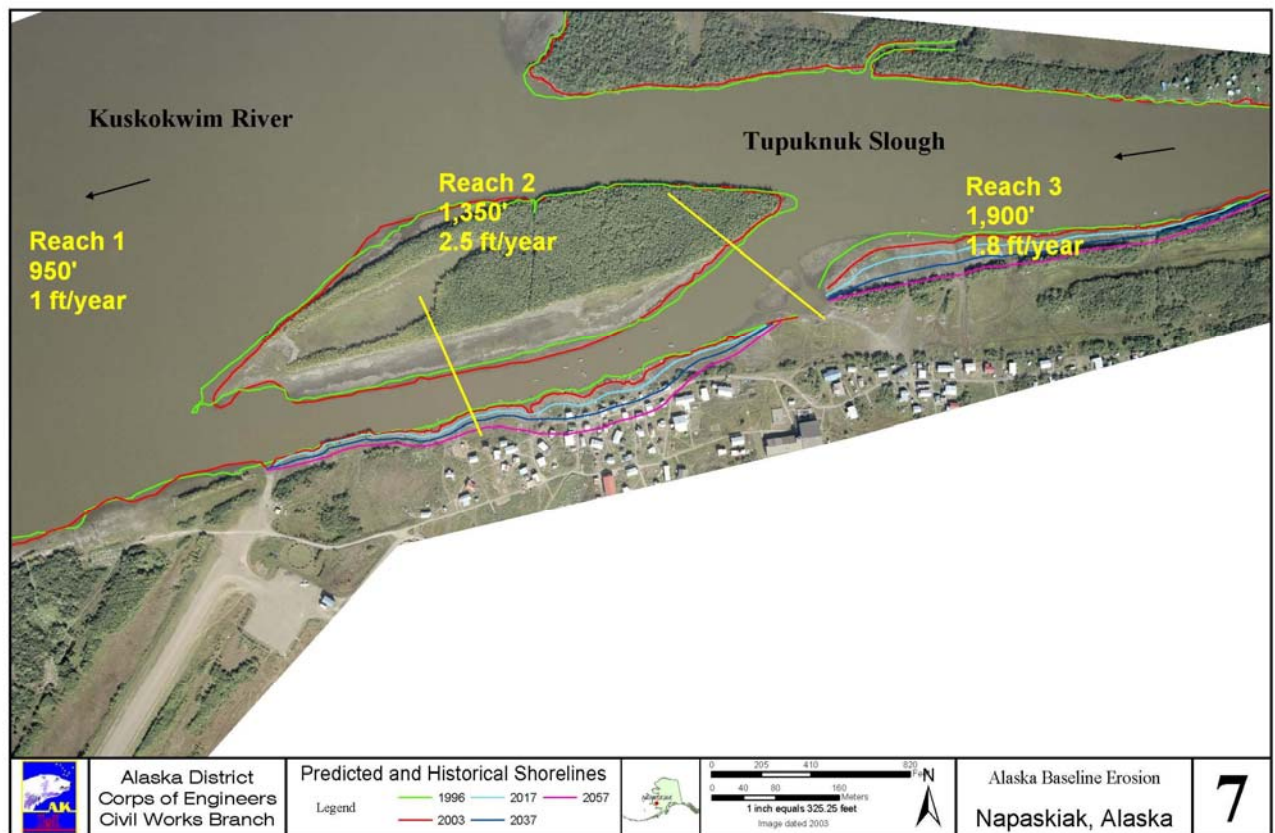 Kuskokwim River
Tupuknuk Slough
Reach 1
950'
1 ft/year
Reach 2
1,350'
2.5 ft/year
Reach 3
1,900'
1.8 ft/year
AK
Alaska District
Corps of Engineers
Civil Works Branch
Predicted and Historical Shorelines
Legend
1996
2003
2017
2037
2057
0 205 410 820
Feet
0 40 80 160
Meters
1 inch equals 325.25 feet
Image dated 2003
N
Alaska Baseline Erosion
Napaskiak, Alaska
7